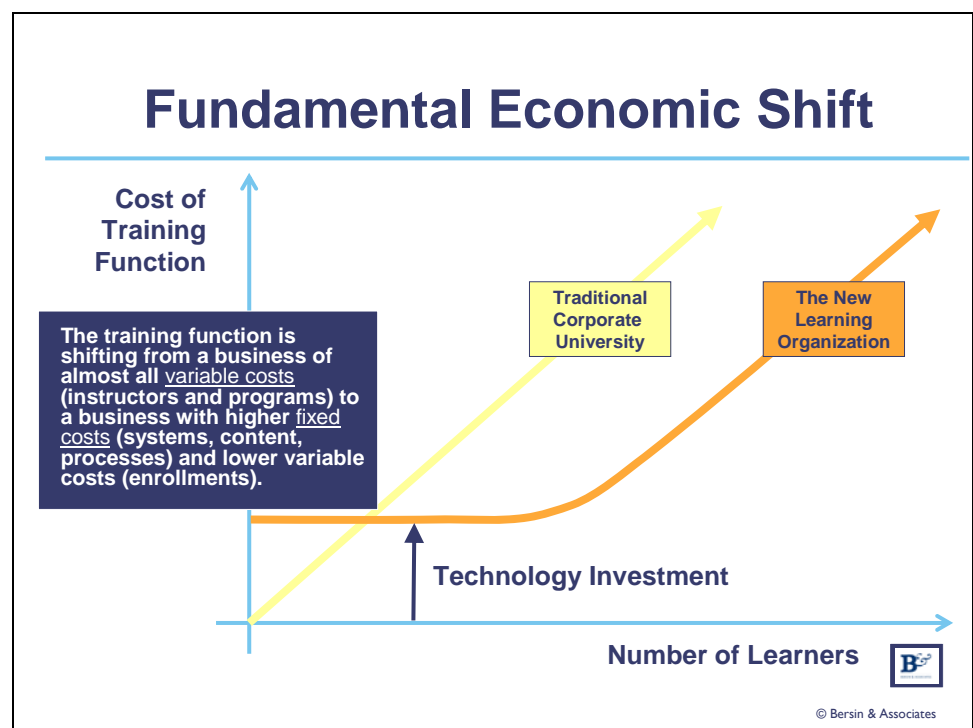 Fundamental Economic Shift
Cost of
Training
Function
Traditional
Corporate
University
The New
Learning
Organization
The training function is
shifting from a business of
almost all variable costs
(instructors and programs) to
a business with higher fixed
costs (systems, content,
processes) and lower variable
costs (enrollments).
Technology Investment
Number of Learners
B&
© Bersin & Associates